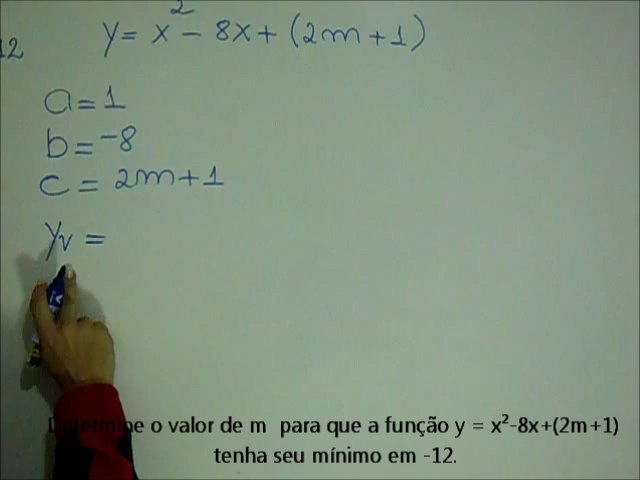 y = x² - 8x + (2m + 1)
12
a = 1
b = -8
c = 2m + 1
yv =
Determine o valor de m para que a função y = x²-8x+(2m+1)
tenha seu mínimo em -12.